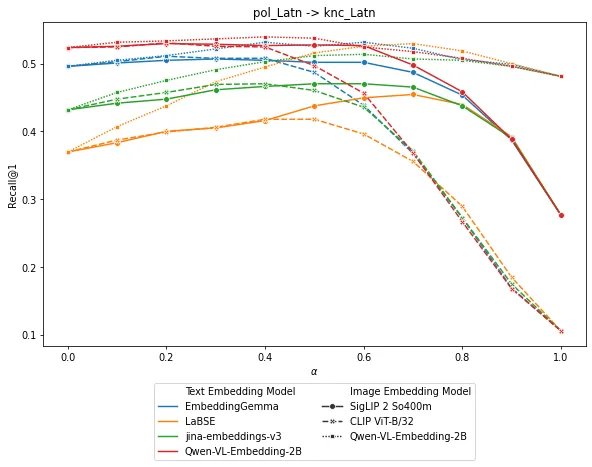 pol_Latn -> knc_Latn
Recall@1
0.5
0.4
0.3
0.2
0.1
0.0 0.2 0.4 0.6 0.8 1.0
α
Text Embedding Model Image Embedding Model
EmbeddingGemma SigLIP 2 So400m
LaBSE CLIP ViT-B/32
jina-embeddings-v3 Qwen-VL-Embedding-2B
Qwen-VL-Embedding-2B